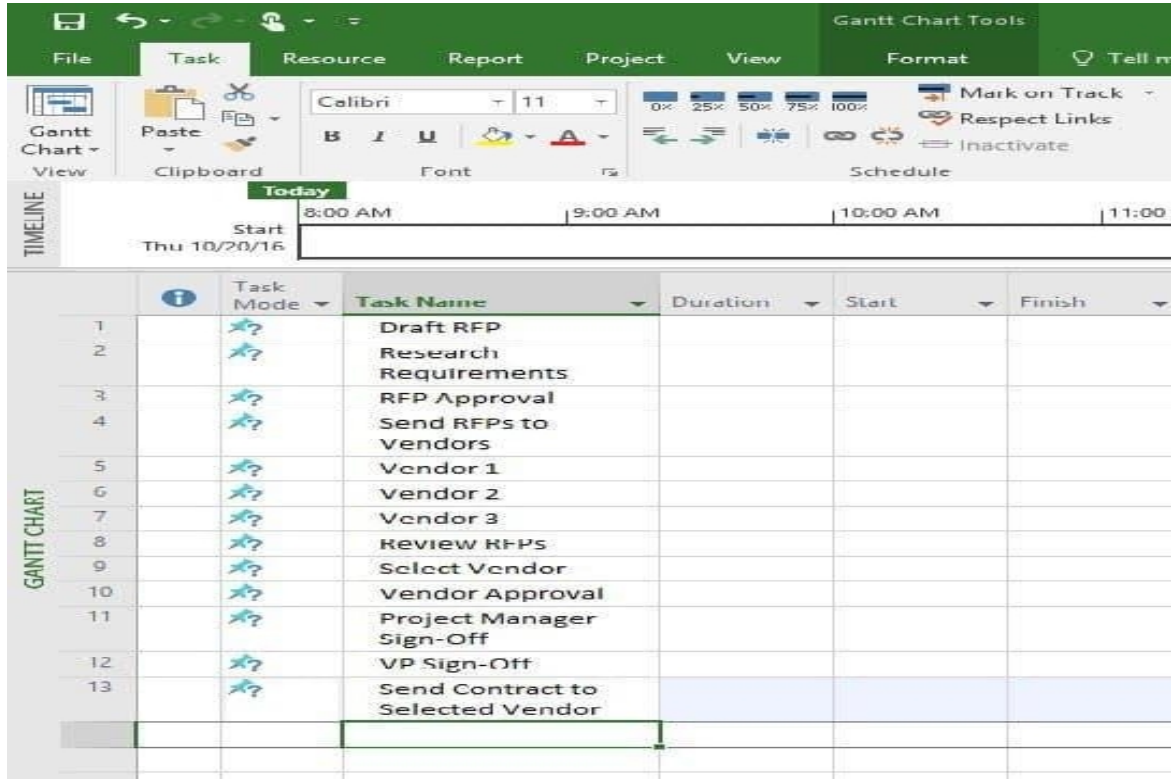 Gantt Chart Tools
File Task Resource Report Project View Format Tell m
Gantt
Chart
Paste
Calibri 11
B I U A
0% 25% 50% 75% 100%
Mark on Track
Respect Links
Inactivate
View Clipboard Font Schedule
TIMELINE
Today
8:00 AM 9:00 AM 10:00 AM 11:00
Start
Thu 10/20/16
GANTT CHART
Task
Mode Task Name Duration Start Finish
1 Draft RFP
2 Research
Requirements
3 RFP Approval
4 Send RFPs to
Vendors
5 Vendor 1
6 Vendor 2
7 Vendor 3
8 Review RFPs
9 Select Vendor
10 Vendor Approval
11 Project Manager
Sign-Off
12 VP Sign-Off
13 Send Contract to
Selected Vendor